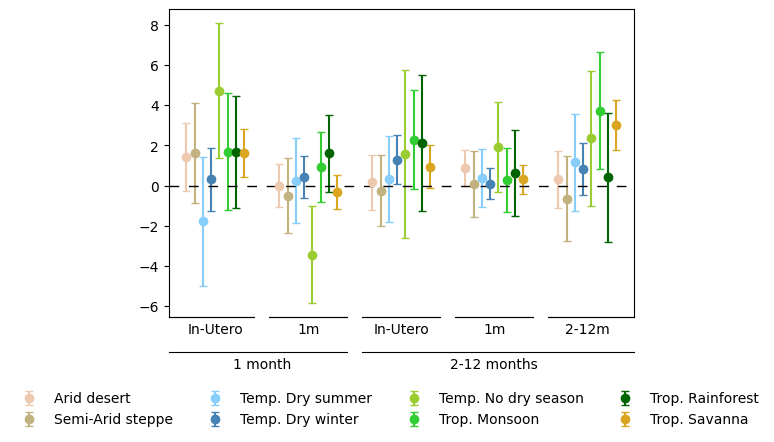 8
6
4
2
0
−2
−4
−6
In-Utero 1m In-Utero 1m 2-12m
1 month 2-12 months
Arid desert Temp. Dry summer Temp. No dry season Trop. Rainforest
Semi-Arid steppe Temp. Dry winter Trop. Monsoon Trop. Savanna